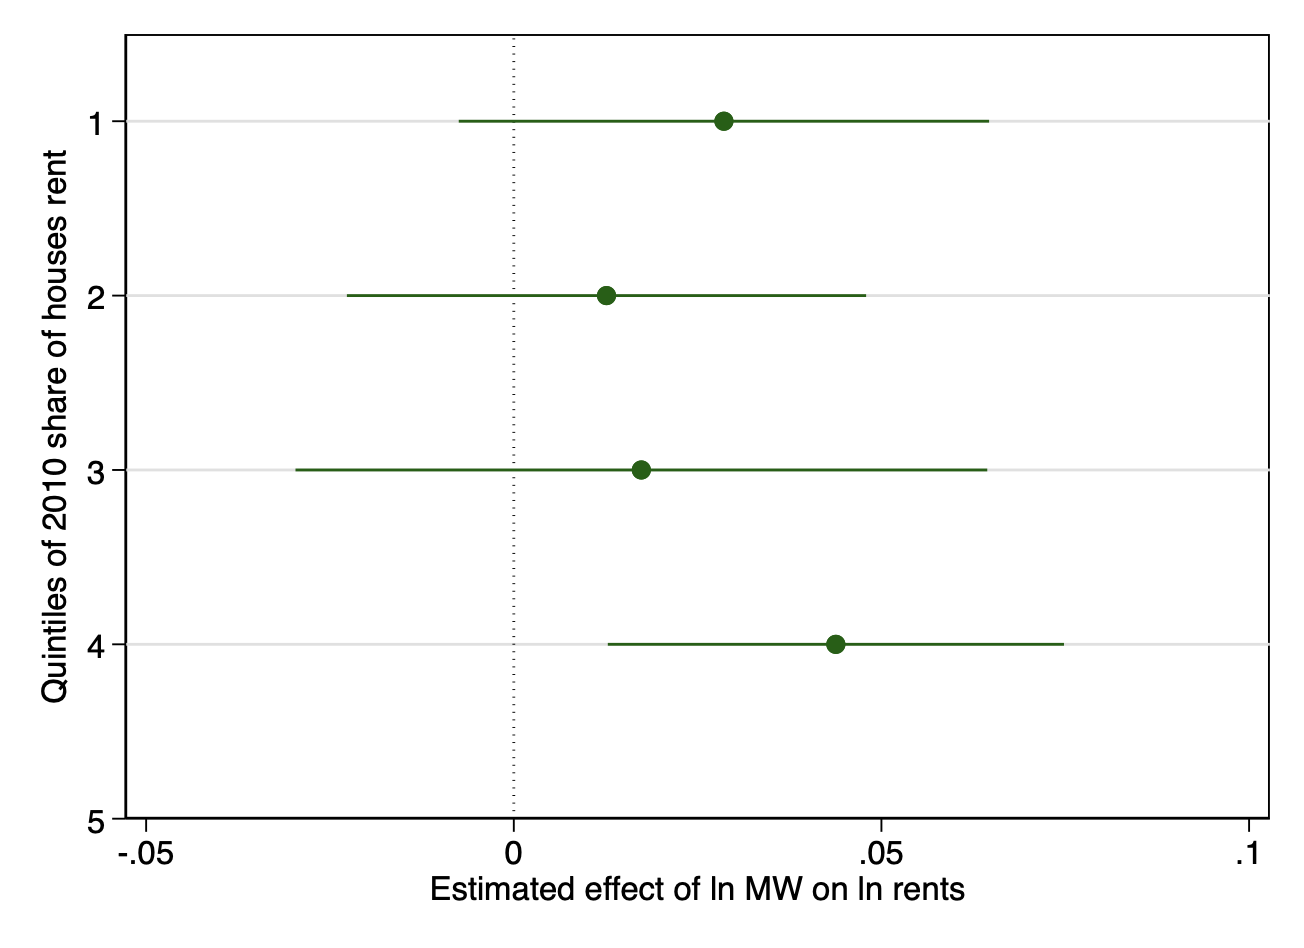 Quintiles of 2010 share of houses rent
1
2
3
4
5
-.05 0 .05 .1
Estimated effect of ln MW on ln rents